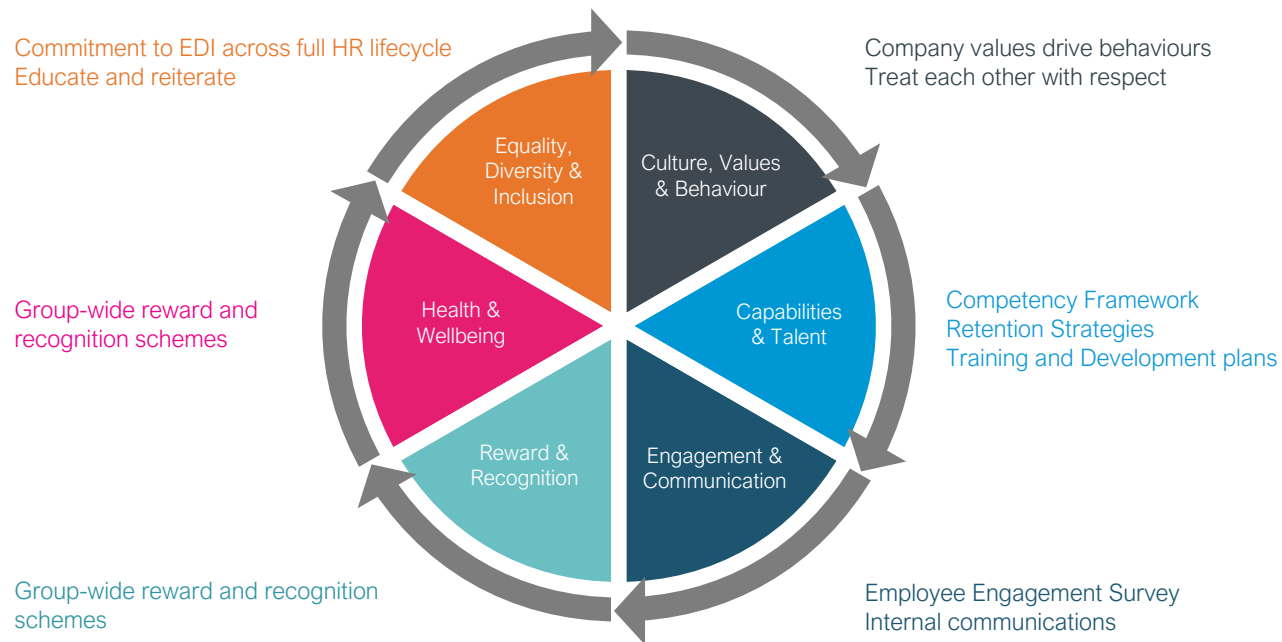 Commitment to EDI across full HR lifecycle
Educate and reiterate
Company values drive behaviours
Treat each other with respect
Equality,
Diversity &
Inclusion
Culture, Values
& Behaviour
Group-wide reward and
recognition schemes
Health &
Wellbeing
Capabilities
& Talent
Competency Framework
Retention Strategies
Training and Development plans
Reward &
Recognition
Engagement &
Communication
Group-wide reward and recognition
schemes
Employee Engagement Survey
Internal communications